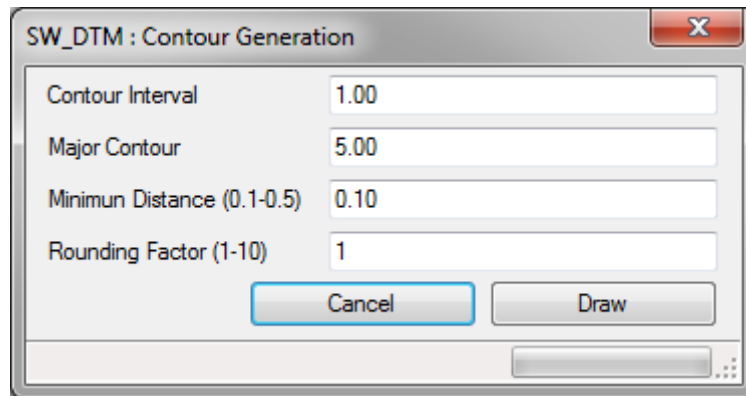 SW_DTM : Contour Generation
Contour Interval 1.00
Major Contour 5.00
Minimun Distance (0.1-0.5) 0.10
Rounding Factor (1-10) 1
Cancel Draw